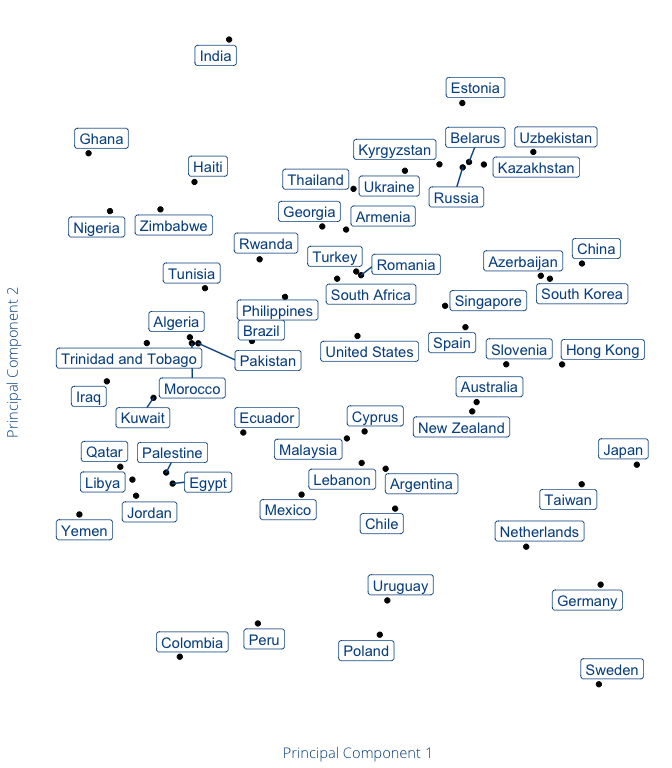 India
Estonia
Ghana
Belarus
Uzbekistan
Kyrgyzstan
Haiti
Kazakhstan
Thailand
Ukraine
Russia
Georgia
Armenia
Nigeria
Zimbabwe
Rwanda
China
Turkey
Romania
Azerbaijan
Tunisia
South Africa
South Korea
Singapore
Philippines
Algeria
Brazil
Spain
United States
Slovenia
Hong Kong
Trinidad and Tobago
Pakistan
Morocco
Australia
Iraq
Kuwait
Ecuador
Cyprus
New Zealand
Malaysia
Japan
Qatar
Palestine
Libya
Egypt
Lebanon
Argentina
Taiwan
Jordan
Mexico
Chile
Yemen
Netherlands
Uruguay
Germany
Colombia
Peru
Poland
Sweden
Principal Component 2
Principal Component 1